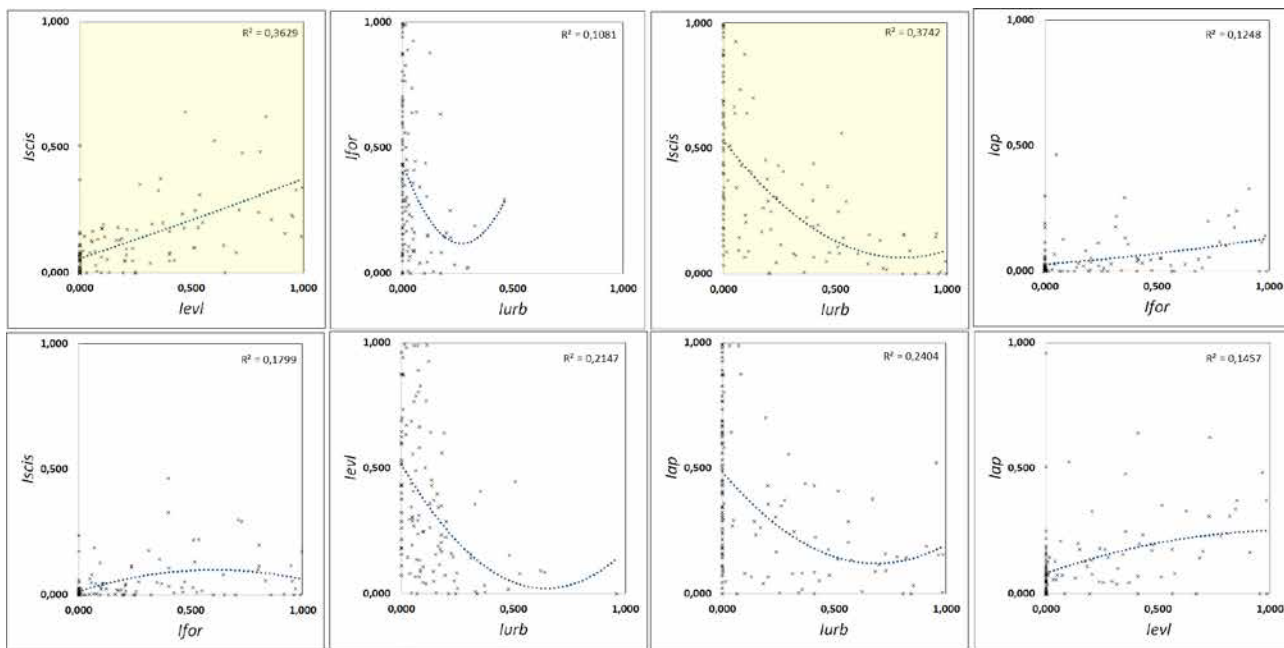 1,000
R² = 0,3629
Iscis
0,500
0,000
0,000
0,500
1,000
Ievl
1,000
R² = 0,1081
Ifor
0,500
0,000
0,000
0,500
1,000
Iurb
1,000
R² = 0,3742
Iscis
0,500
0,000
0,000
0,500
1,000
Iurb
1,000
R² = 0,1248
Iap
0,500
0,000
0,000
0,500
1,000
Ifor
1,000
R² = 0,1799
Iscis
0,500
0,000
0,000
0,500
1,000
Ifor
1,000
R² = 0,2147
Ievl
0,500
0,000
0,000
0,500
1,000
Iurb
1,000
R² = 0,2404
Iap
0,500
0,000
0,000
0,500
1,000
Iurb
1,000
R² = 0,1457
Iap
0,500
0,000
0,000
0,500
1,000
Ievl